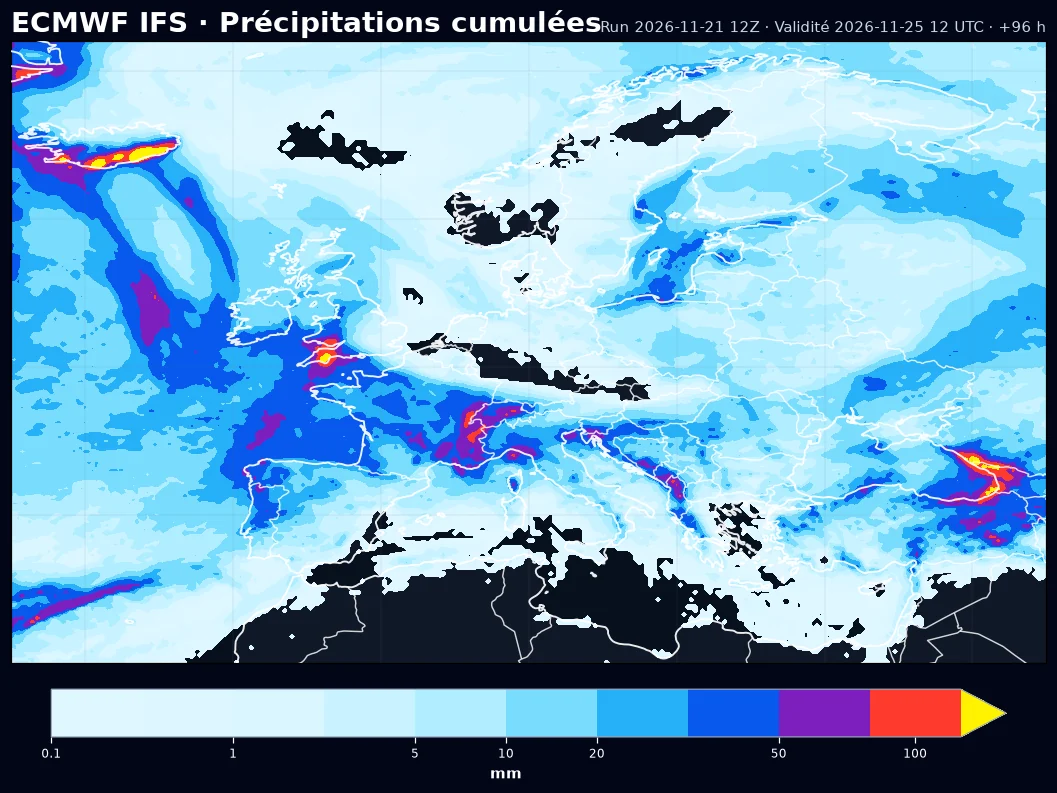 ECMWF IFS · Précipitations cumulées
Run 2026-11-21 12Z · Validité 2026-11-25 12 UTC · +96 h
0.1 1 5 10 20 50 100
mm